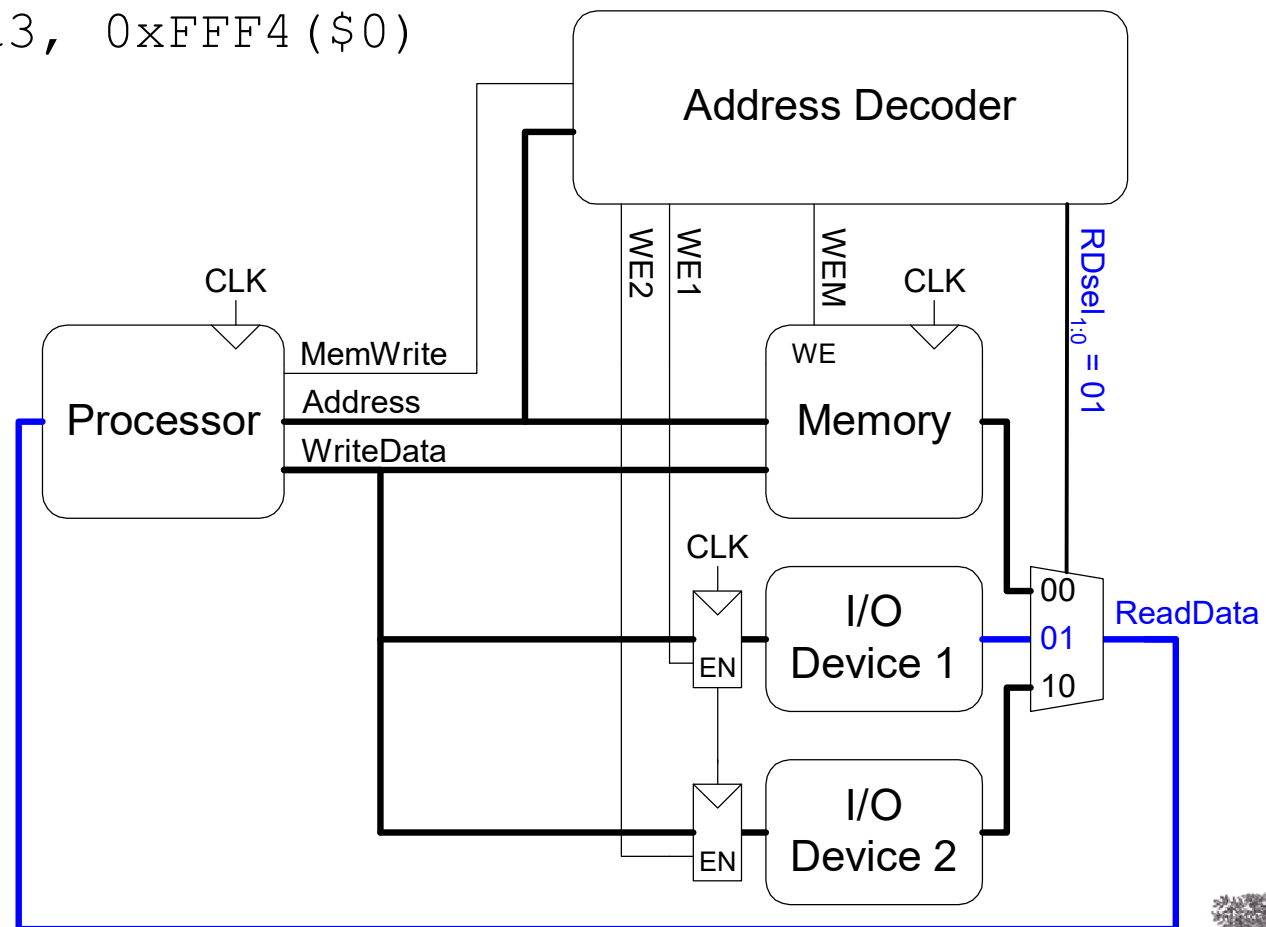 3, 0xFFF4($0)
Address Decoder
WE2
WE1
WEM
RDsel1:0 = 01
CLK
CLK
MemWrite
Address
WriteData
Processor
WE
Memory
CLK
EN
I/O
Device 1
00
01
10
ReadData
EN
I/O
Device 2